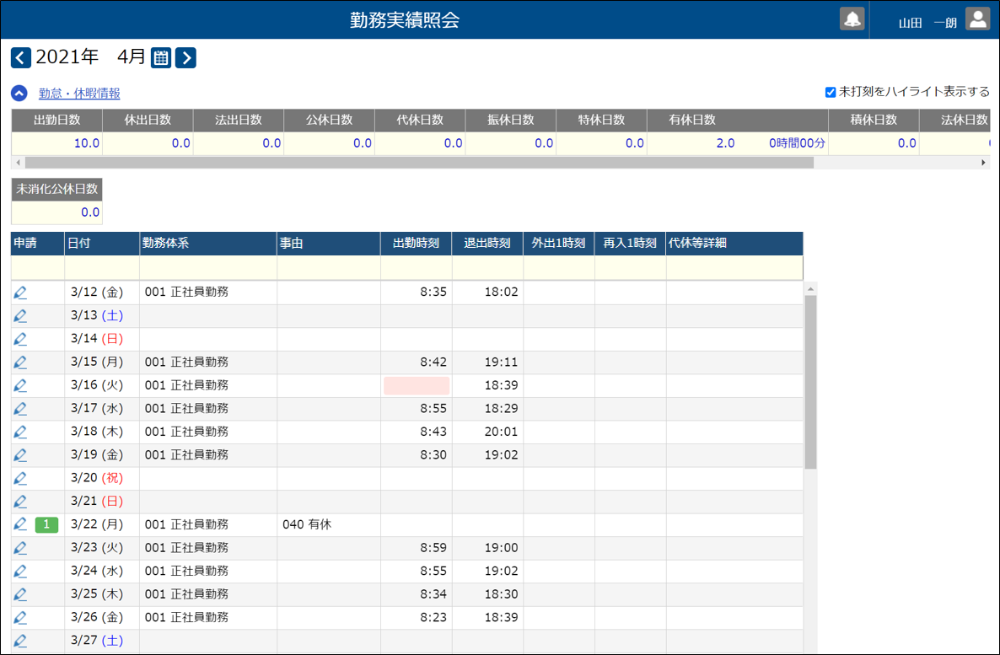 勤務実績照会
山田　一朗
2021年　4月
勤怠・休暇情報
未打刻をハイライト表示する
出勤日数 休出日数 法出日数 公休日数 代休日数 振休日数 特休日数 有休日数 積休日数 法休日数
10.0 0.0 0.0 0.0 0.0 0.0 0.0 2.0 0時間00分 0.0
未消化公休日数
0.0
申請 日付 勤務体系 事由 出勤時刻 退出時刻 外出1時刻 再入1時刻 代休等詳細
3/12 (金) 001 正社員勤務 8:35 18:02
3/13 (土)
3/14 (日)
3/15 (月) 001 正社員勤務 8:42 19:11
3/16 (火) 001 正社員勤務 18:39
3/17 (水) 001 正社員勤務 8:55 18:29
3/18 (木) 001 正社員勤務 8:43 20:01
3/19 (金) 001 正社員勤務 8:30 19:02
3/20 (祝)
3/21 (日)
1 3/22 (月) 001 正社員勤務 040 有休
3/23 (火) 001 正社員勤務 8:59 19:00
3/24 (水) 001 正社員勤務 8:55 19:02
3/25 (木) 001 正社員勤務 8:34 18:30
3/26 (金) 001 正社員勤務 8:23 18:39
3/27 (土)